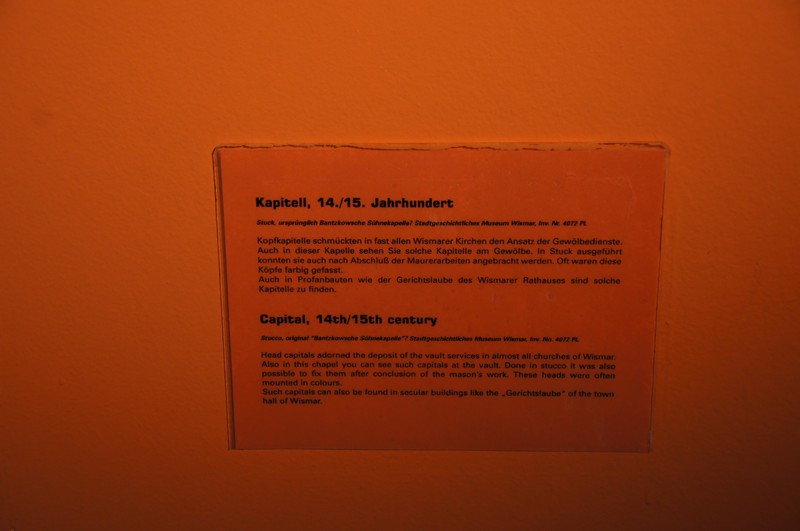 Kapitell, 14./15. Jahrhundert
Stuck, ursprünglich Bantzkowsche Sühnekapelle? Stadtgeschichtliches Museum Wismar, Inv. Nr. 4072 Pl.
Kopfkapitelle schmückten in fast allen Wismarer Kirchen den Ansatz der Gewölbedienste.
Auch in dieser Kapelle sehen Sie solche Kapitelle am Gewölbe. In Stuck ausgeführt
konnten sie auch nach Abschluß der Maurerarbeiten angebracht werden. Oft waren diese
Köpfe farbig gefasst.
Auch in Profanbauten wie der Gerichtslaube des Wismarer Rathauses sind solche
Kapitelle zu finden.
Capital, 14th/15th century
Stucco, original "Bantzkowsche Sühnekapelle"? Stadtgeschichtliches Museum Wismar, Inv. Nr. 4072 Pl.
Head capitals adorned the deposit of the vault services in almost all churches of Wismar.
Also in this chapel you can see such capitals at the vault. Done in stucco it was also
possible to fix them after conclusion of the mason's work. These heads were often
mounted in colours.
Such capitals can also be found in secular buildings like the „Gerichtslaube" of the town
hall of Wismar.